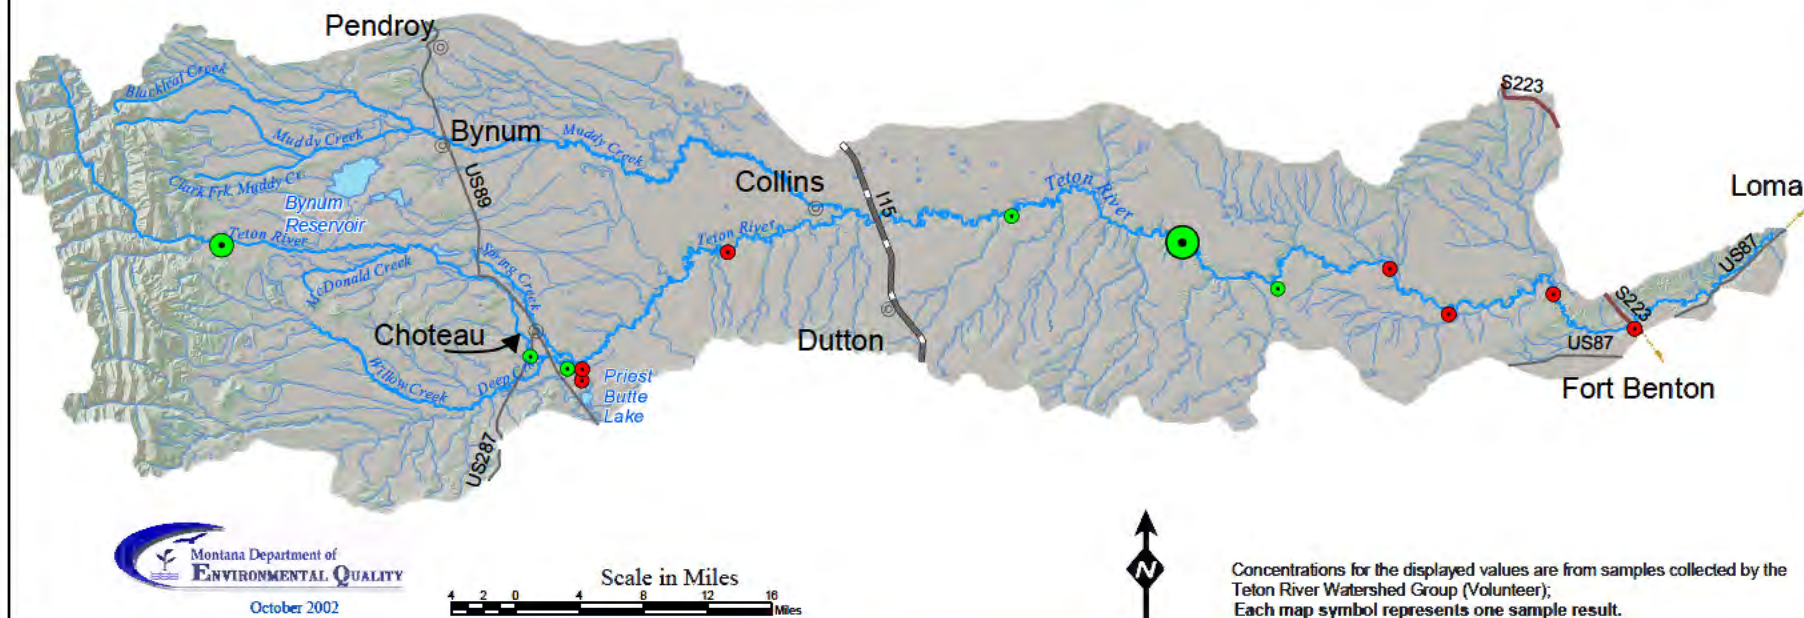 Pendroy
Blackleaf Creek
S223
Muddy Creek
Bynum
Muddy Creek
Clark Frk. Muddy Cr.
US89
Collins
I15
Teton River
Loma
Bynum
Reservoir
Teton River
Teton River
Spring Creek
McDonald Creek
US87
S223
Choteau
Dutton
US87
Willow Creek
Deep Creek
Priest
Butte
Lake
Fort Benton
US287
Montana Department of
ENVIRONMENTAL QUALITY
October 2002
Scale in Miles
4 2 0 4 8 12 16
Miles
N
Concentrations for the displayed values are from samples collected by the
Teton River Watershed Group (Volunteer);
Each map symbol represents one sample result.